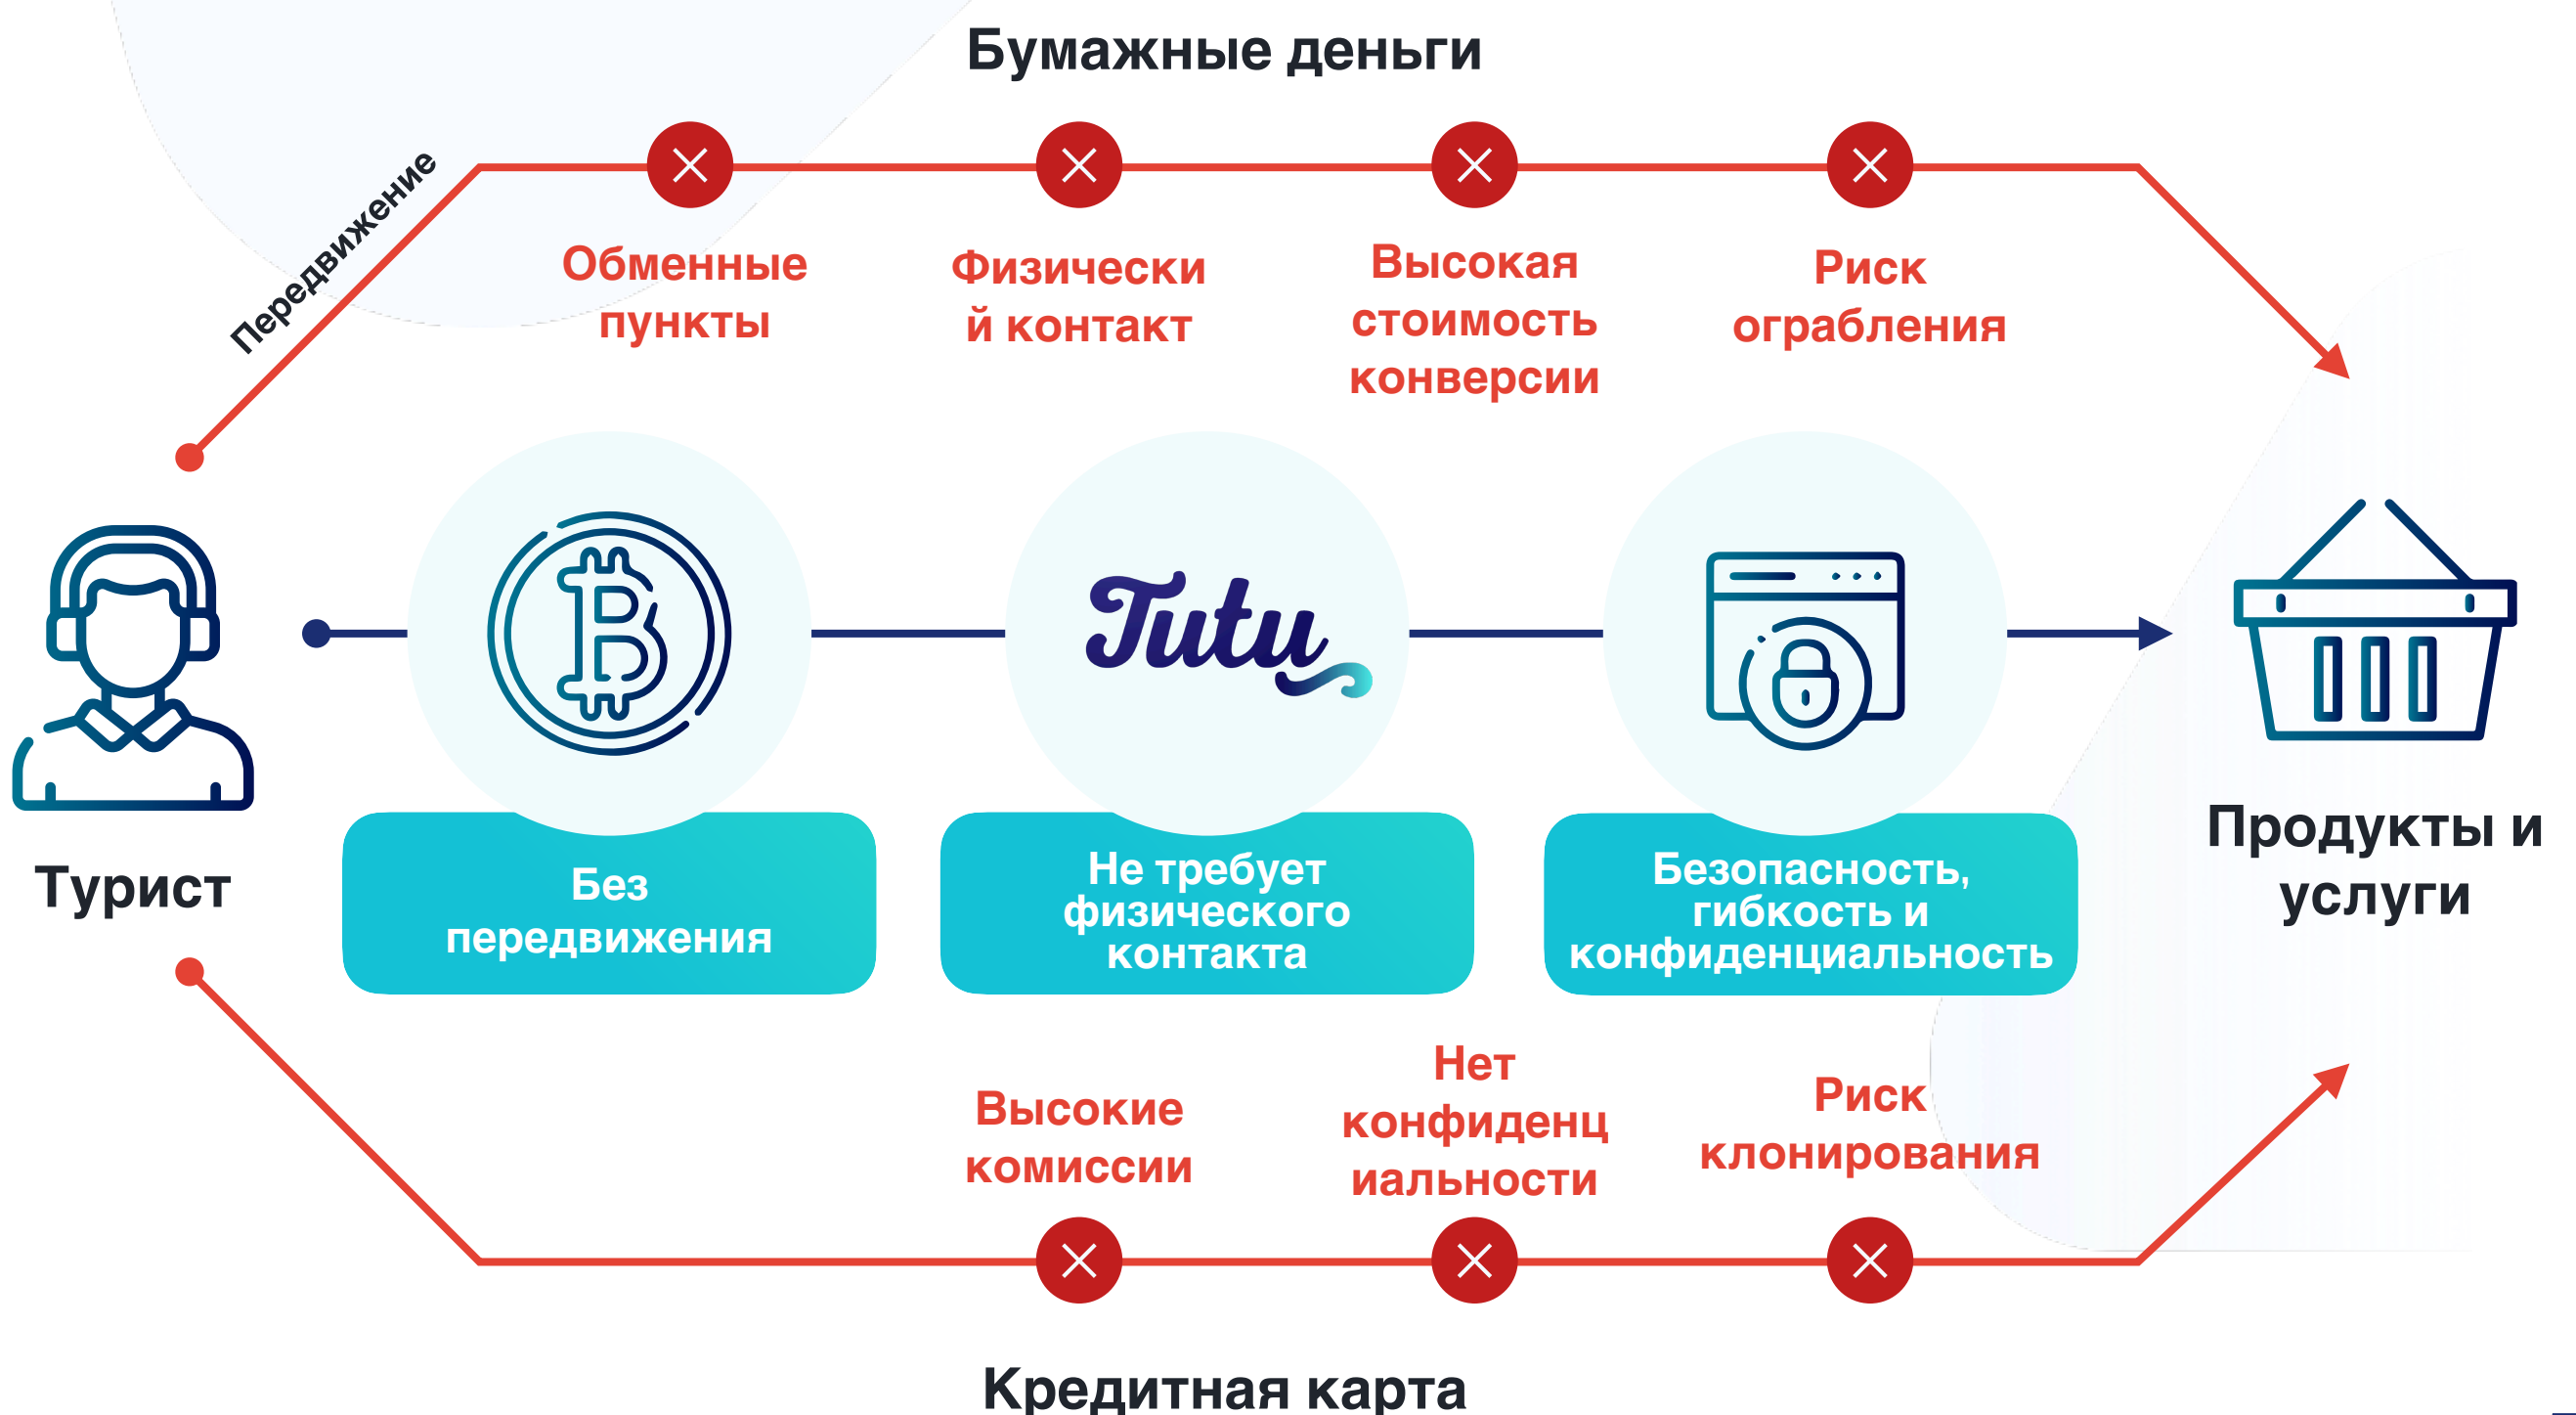 Бумажные деньги
Передвижение
Обменные
пункты
Физически
й контакт
Высокая
стоимость
конверсии
Риск
ограбления
Tutu
Турист
Без
передвижения
Не требует
физического
контакта
Безопасность,
гибкость и
конфиденциальность
Продукты и
услуги
Высокие
комиссии
Нет
конфиденц
иальности
Риск
клонирования
Кредитная карта